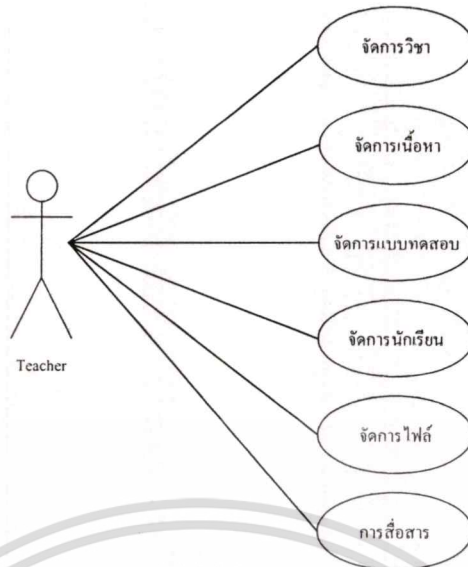 จัดการวิชา
จัดการเนื้อหา
จัดการแบบทดสอบ
จัดการนักเรียน
Teacher
จัดการไฟล์
การสื่อสาร